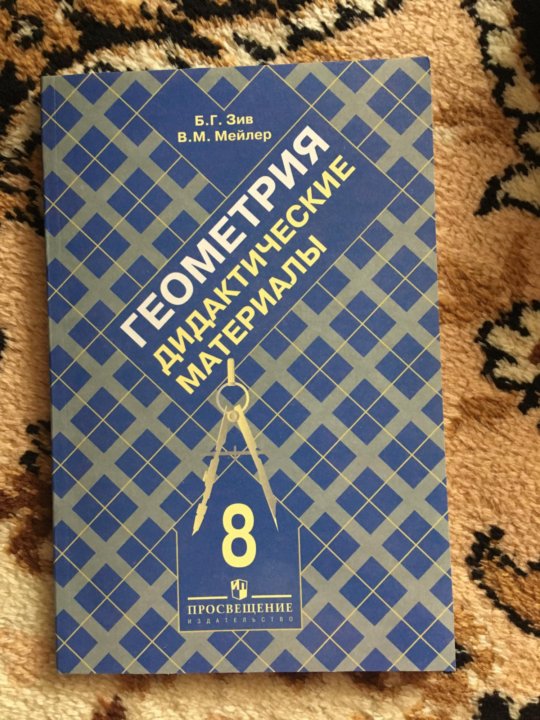 Б.Г. Зив
В.М. Мейлер
ГЕОМЕТРИЯ
ДИДАКТИЧЕСКИЕ
МАТЕРИАЛЫ
8
ПРОСВЕЩЕНИЕ
ИЗДАТЕЛЬСТВО